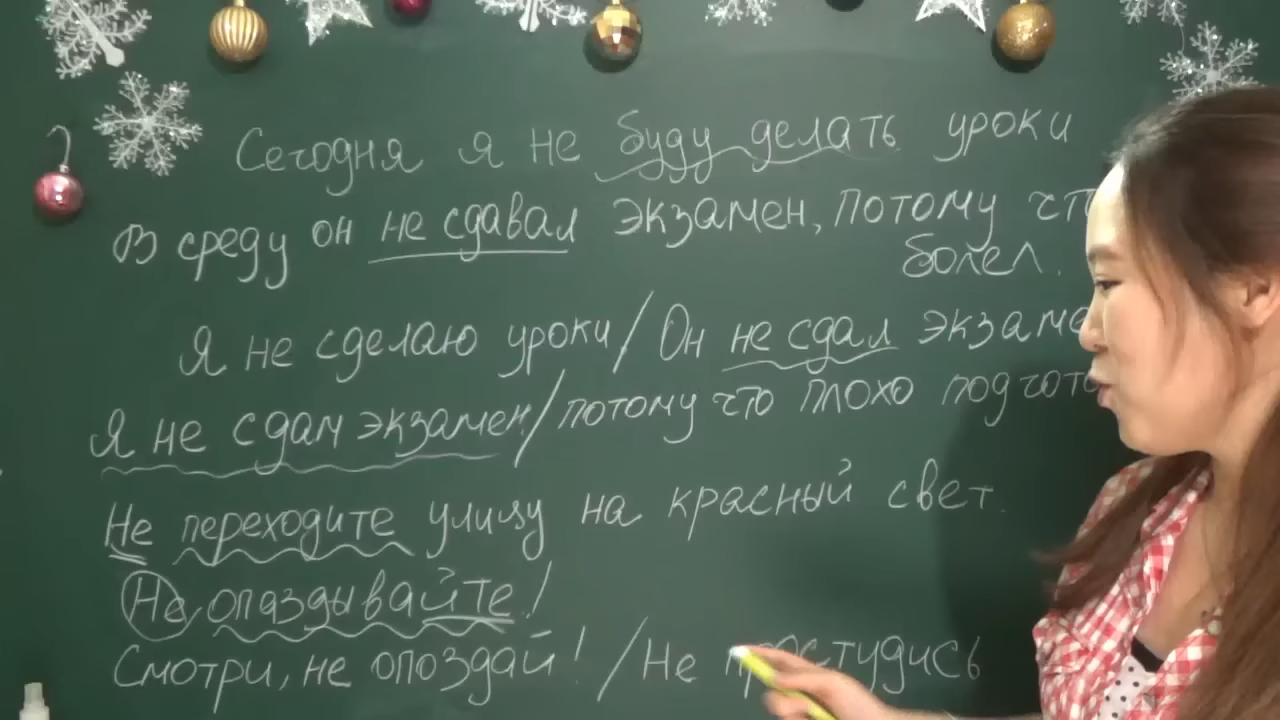 Сегодня я не буду делать уроки
В среду он не сдавал экзамен, потому что
болел.
Я не сделаю уроки / Он не сдал
Я не сдам экзамен / потому что плохо
Не переходите улицу на красный свет.
Не опаздывайте!
Смотри, не опоздай! / Не простудись